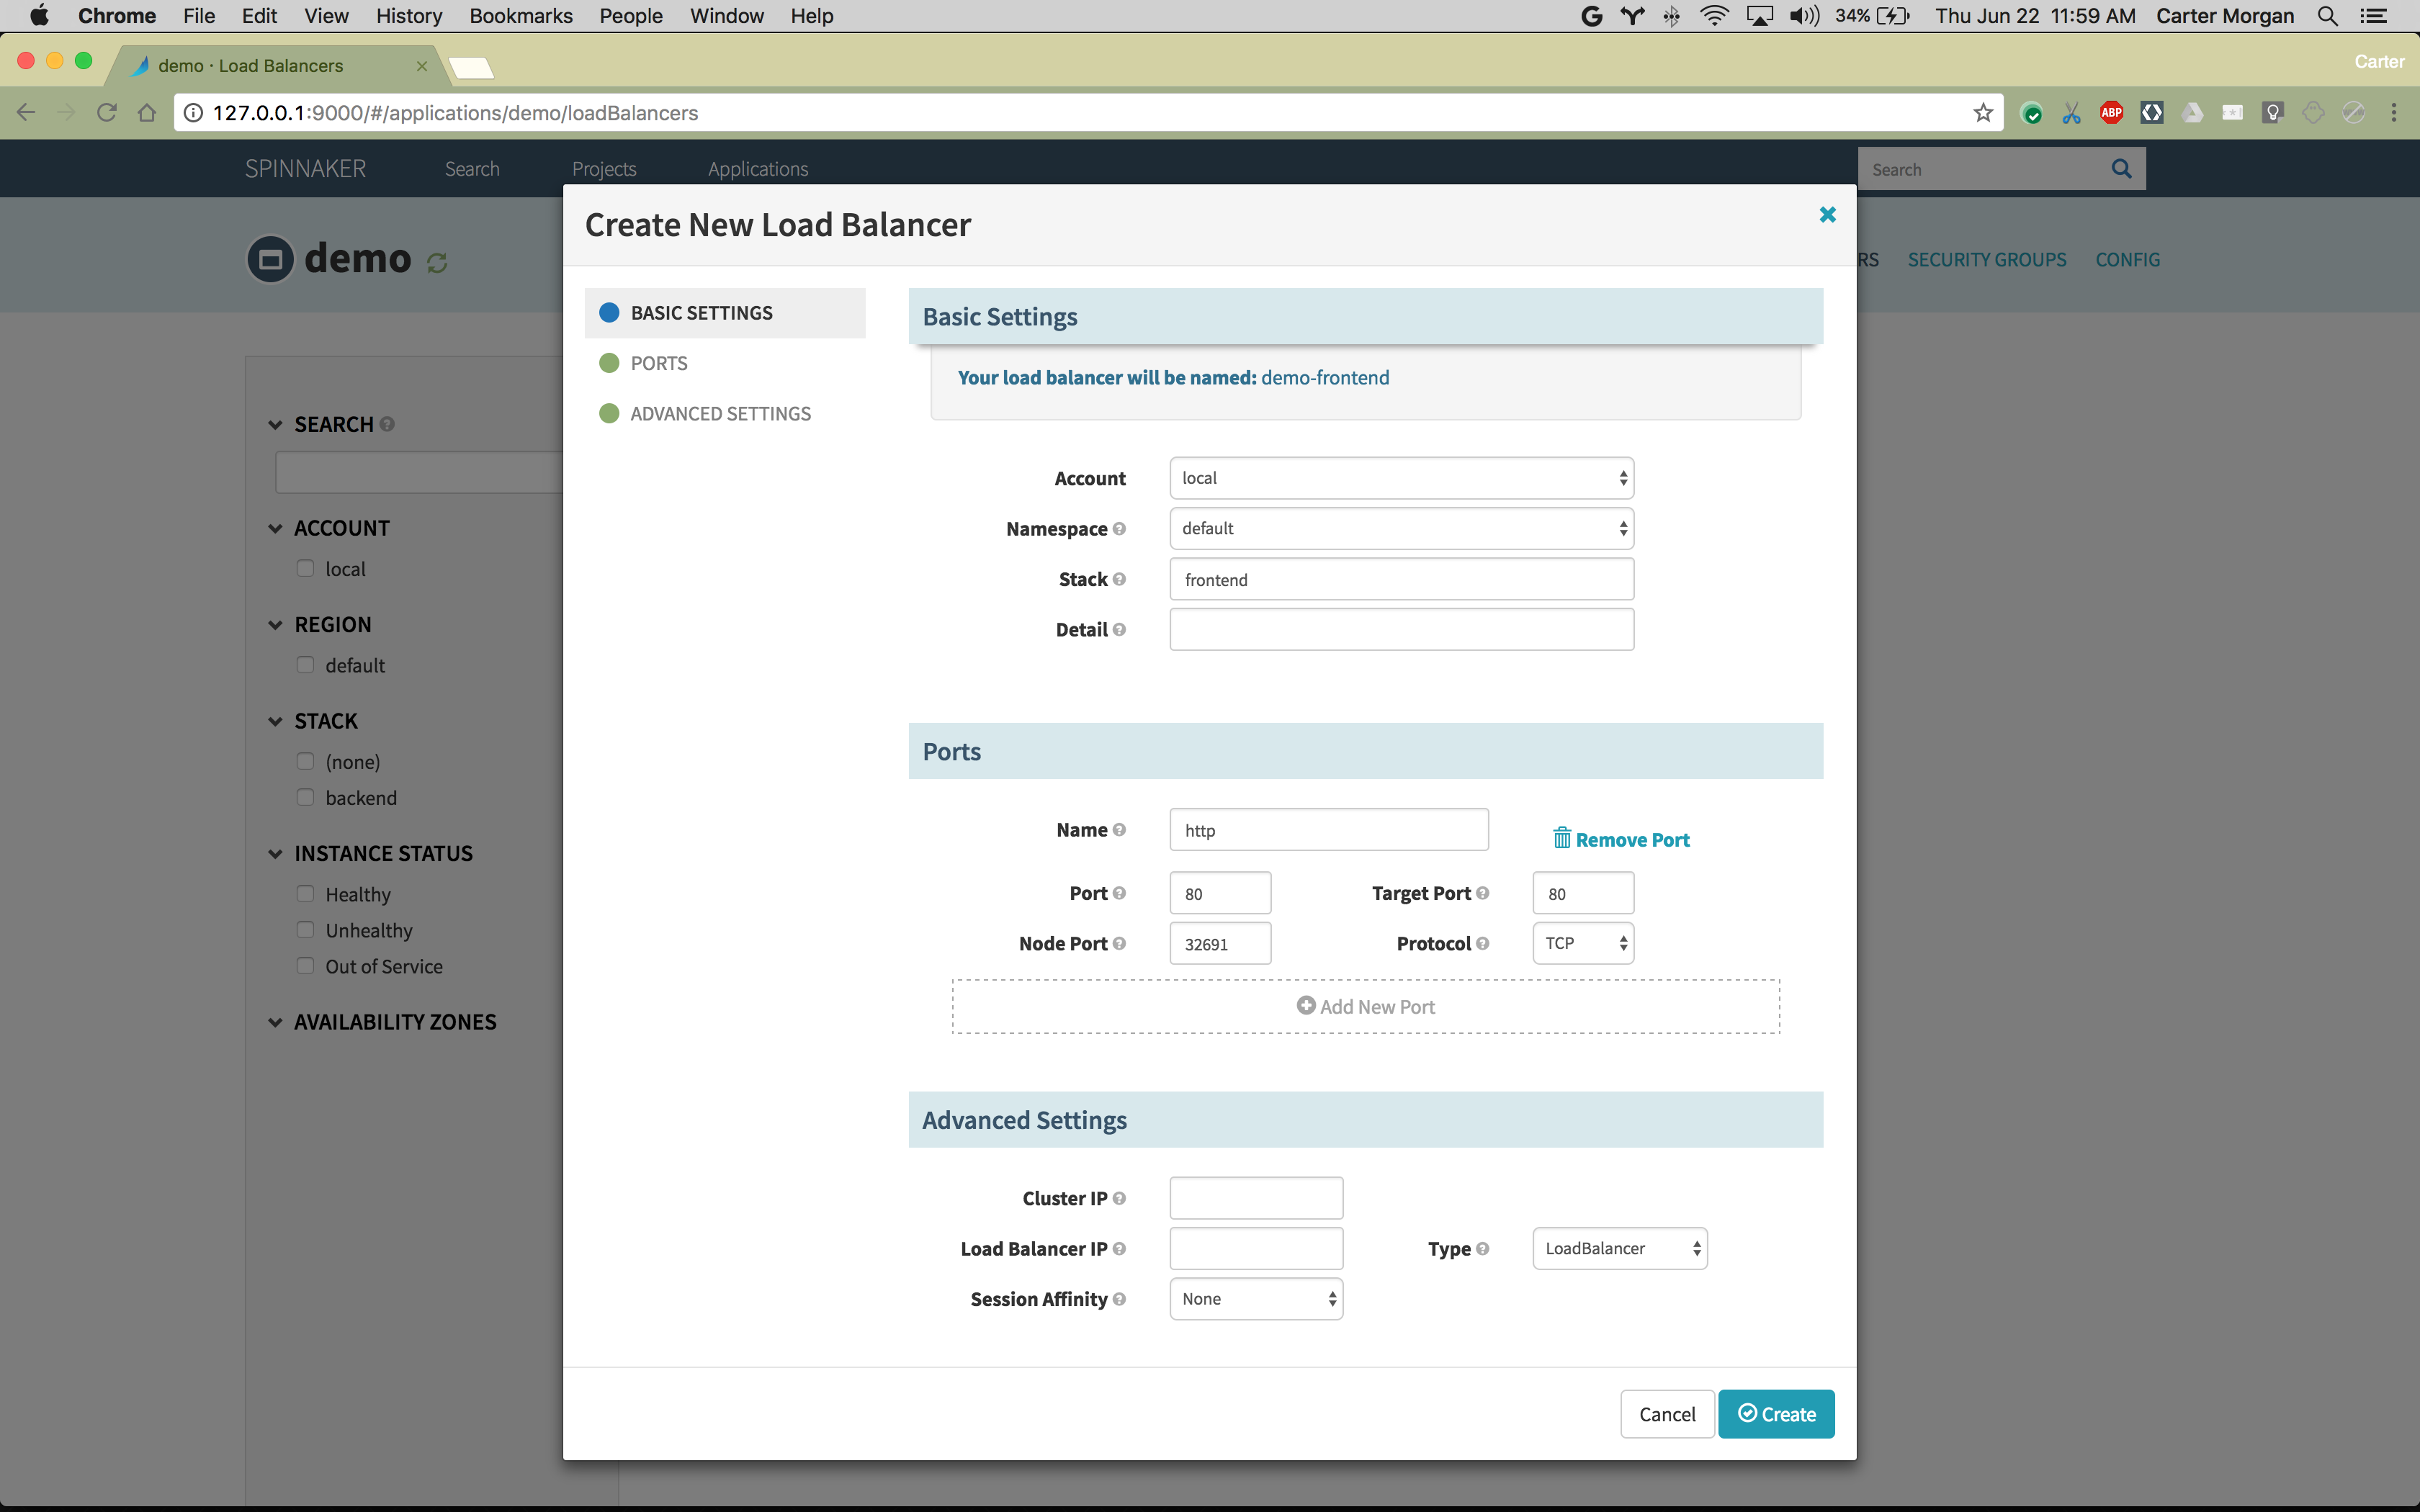 Chrome File Edit View History Bookmarks People Window Help 34% Thu Jun 22 11:59 AM Carter Morgan
demo · Load Balancers
Carter
127.0.0.1:9000/#/applications/demo/loadBalancers
ABP
SPINNAKER Search Projects Applications Search
demo
RS SECURITY GROUPS CONFIG
SEARCH
ACCOUNT
local
REGION
default
STACK
(none)
backend
INSTANCE STATUS
Healthy
Unhealthy
Out of Service
AVAILABILITY ZONES
Create New Load Balancer
BASIC SETTINGS
PORTS
ADVANCED SETTINGS
Basic Settings
Your load balancer will be named: demo-frontend
Account local
Namespace default
Stack frontend
Detail
Ports
Name http Remove Port
Port 80 Target Port 80
Node Port 32691 Protocol TCP
Add New Port
Advanced Settings
Cluster IP
Load Balancer IP Type LoadBalancer
Session Affinity None
Cancel Create